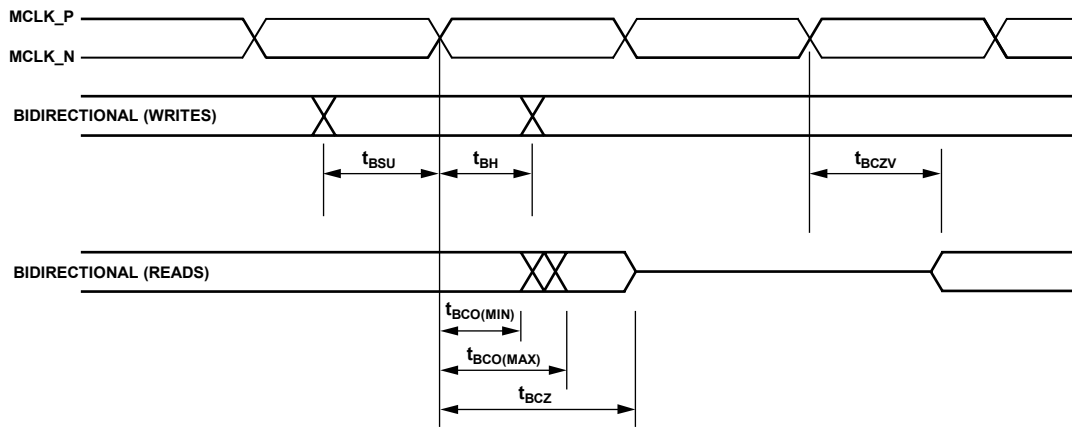 MCLK_P
MCLK_N
BIDIRECTIONAL (WRITES)
tBSU
tBH
tBCZV
BIDIRECTIONAL (READS)
tBCO(MIN)
tBCO(MAX)
tBCZ